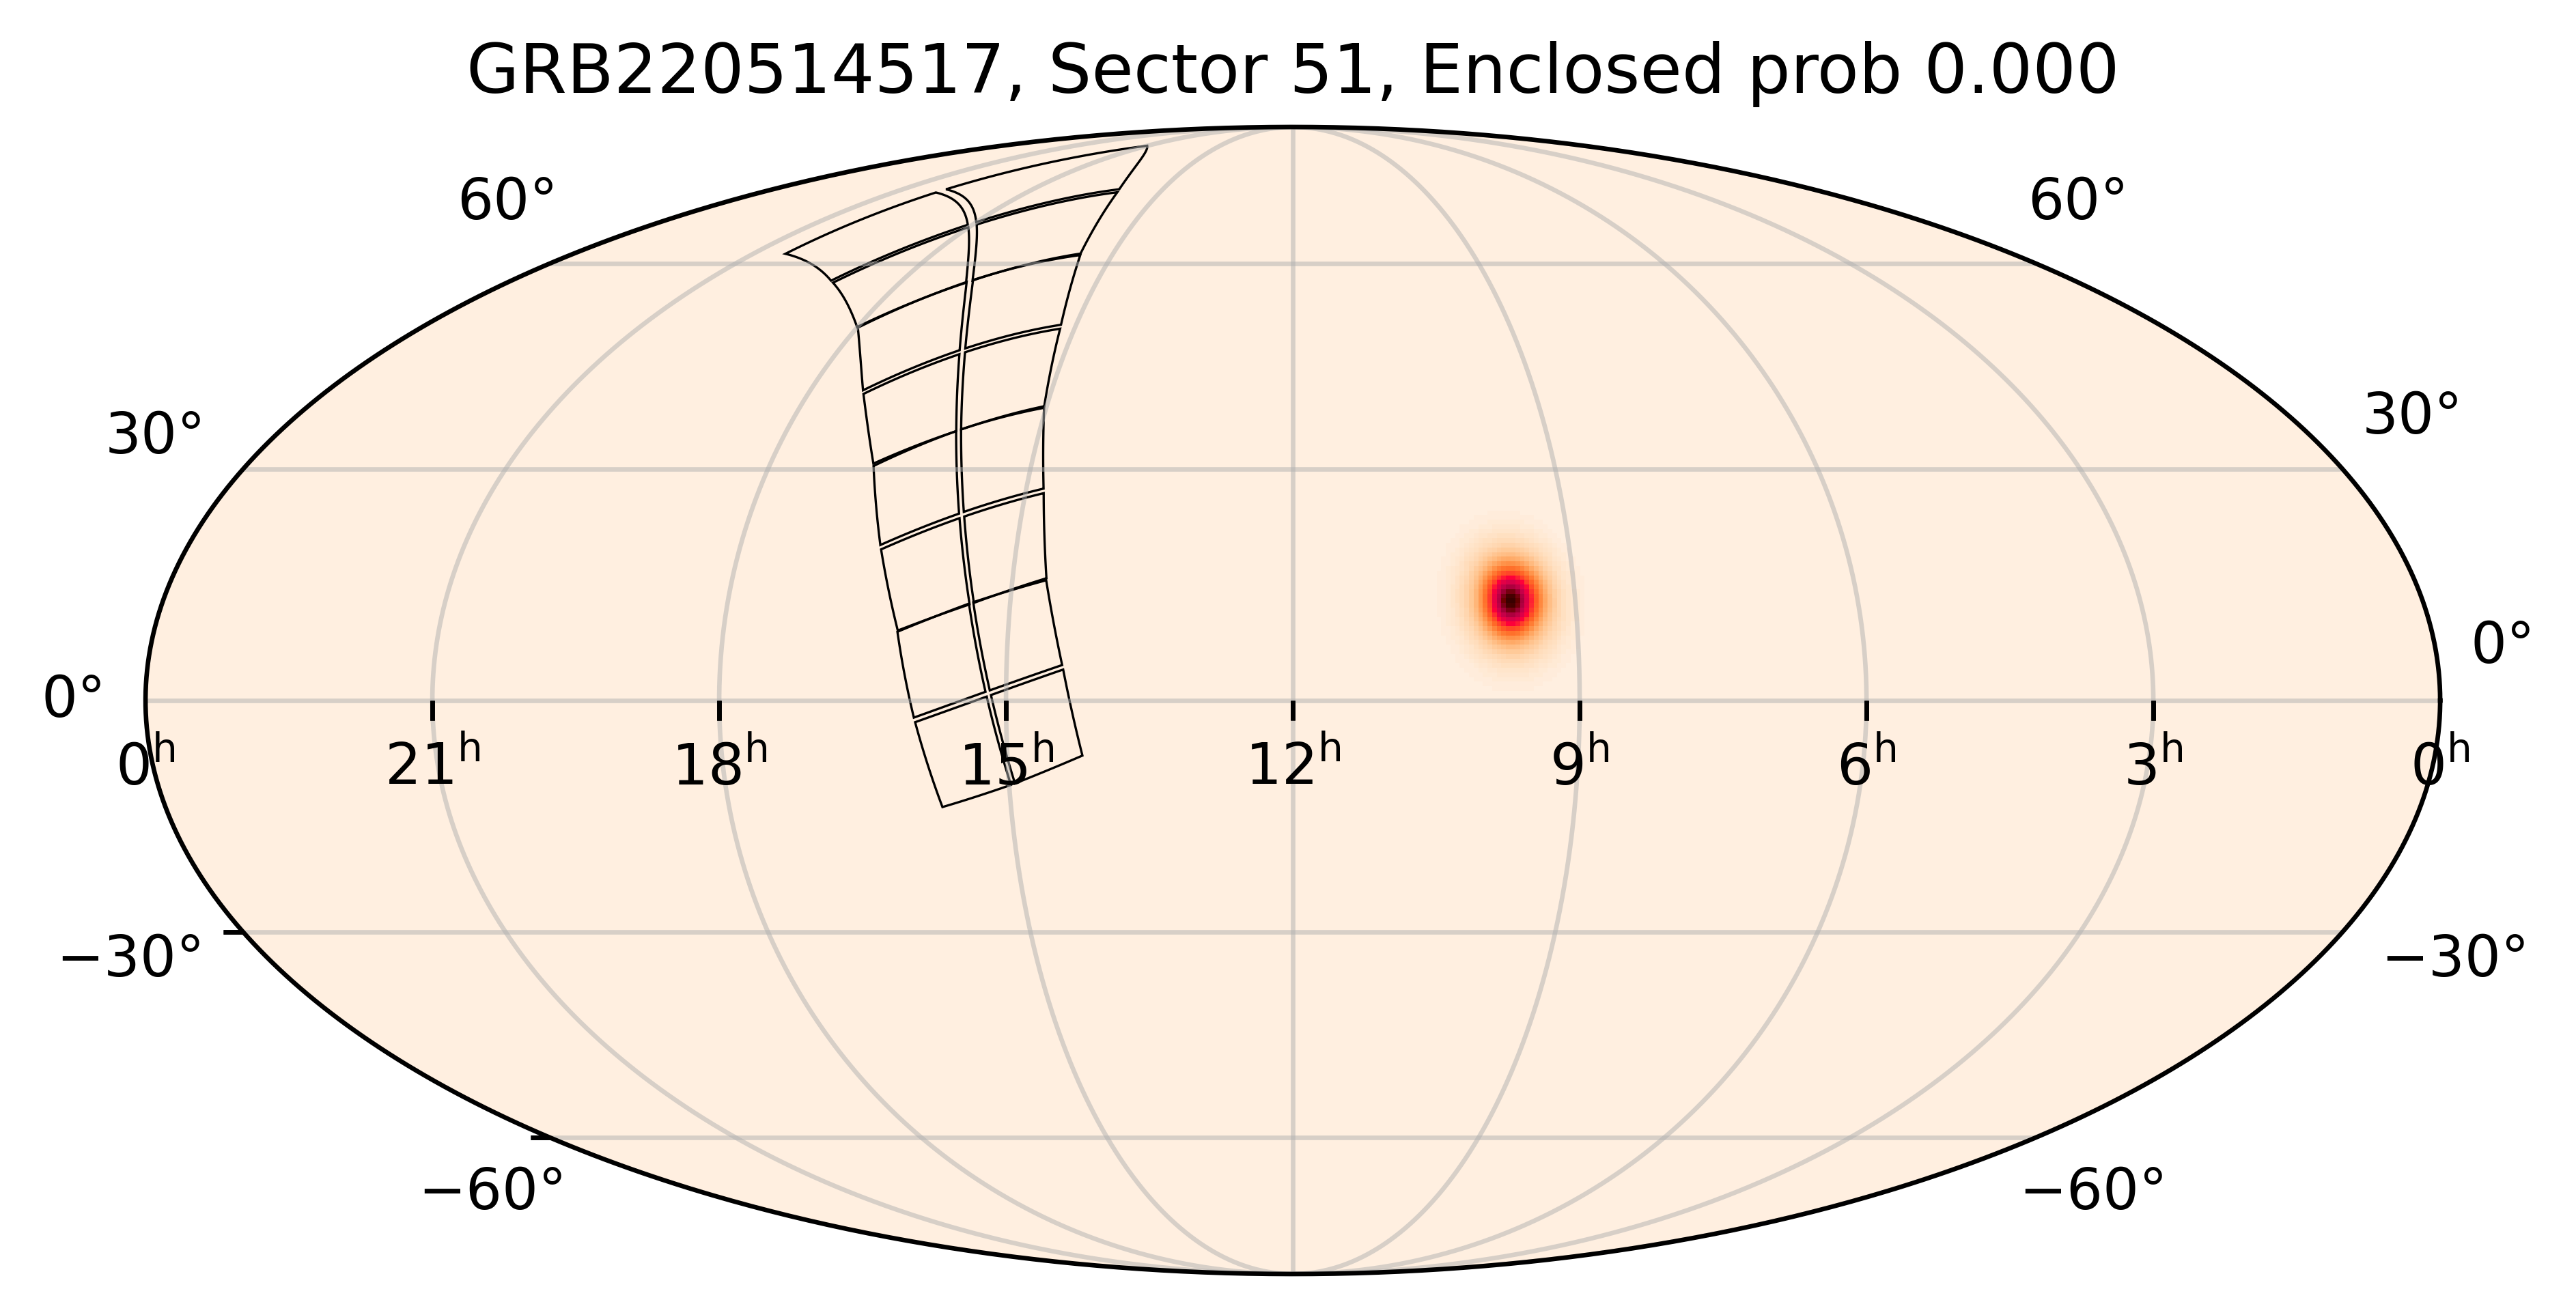 GRB220514517, Sector 51, Enclosed prob 0.000
60° 60°
30° 30°
0° 0°
0ʰ 21ʰ 18ʰ 15ʰ 12ʰ 9ʰ 6ʰ 3ʰ 0ʰ
−30° −30°
−60° −60°